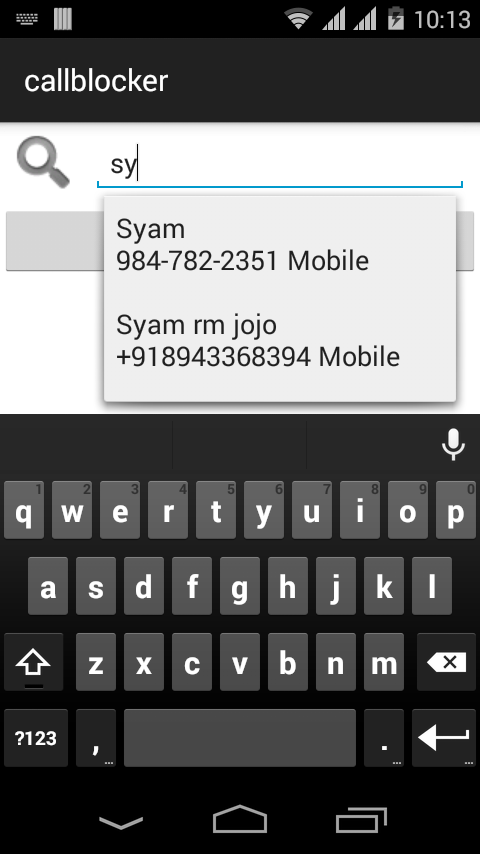 10:13
callblocker
sy
Syam
984-782-2351 Mobile
Syam rm jojo
+918943368394 Mobile
1 2 3 4 5 6 7 8 9 0
q w e r t y u i o p
a s d f g h j k l
z x c v b n m
?123 , ... . ... ...